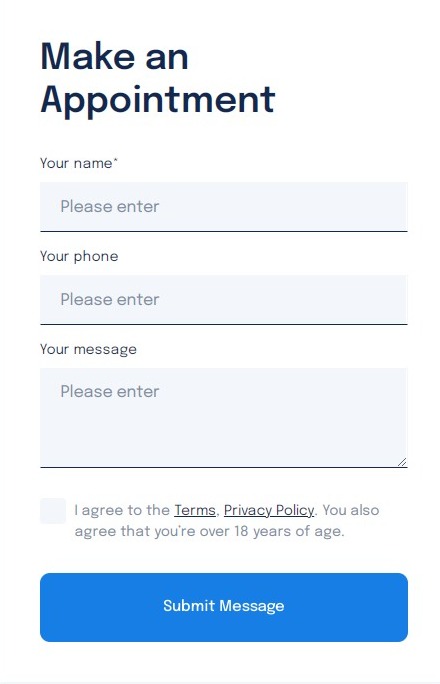 Make an
Appointment
Your name*
Please enter
Your phone
Please enter
Your message
Please enter
I agree to the Terms, Privacy Policy. You also
agree that you're over 18 years of age.
Submit Message